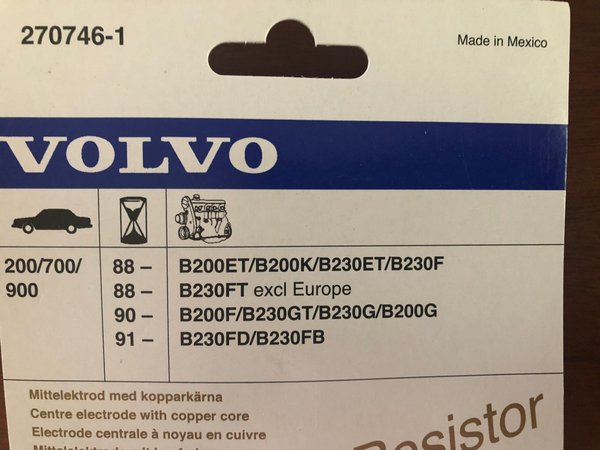 270746-1
Made in Mexico
VOLVO
200/700/ 88 – B200ET/B200K/B230ET/B230F
900 88 – B230FT excl Europe
90 – B200F/B230GT/B230G/B200G
91 – B230FD/B230FB
Mittelektrod med kopparkärna
Centre electrode with copper core
Electrode centrale à noyau en cuivre
Resistor